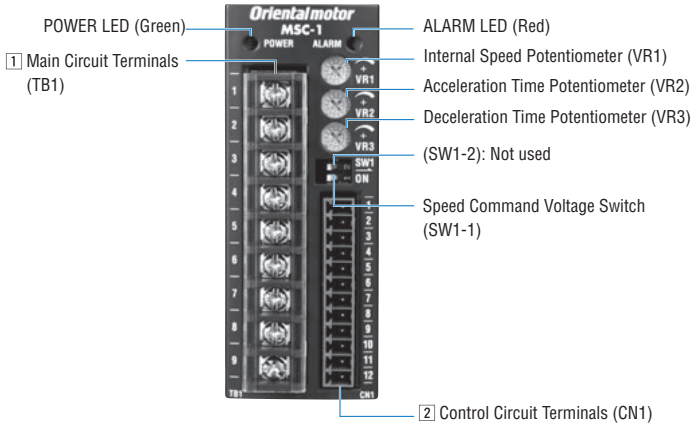 POWER LED (Green)
1 Main Circuit Terminals
(TB1)
Orientalmotor
MSC-1
POWER ALARM
VR1
VR2
VR3
SW1
2
1
ON
1
2
3
4
5
6
7
8
9
TB1
1
2
3
4
5
6
7
8
9
10
11
12
CN1
ALARM LED (Red)
Internal Speed Potentiometer (VR1)
Acceleration Time Potentiometer (VR2)
Deceleration Time Potentiometer (VR3)
(SW1-2): Not used
Speed Command Voltage Switch
(SW1-1)
2 Control Circuit Terminals (CN1)